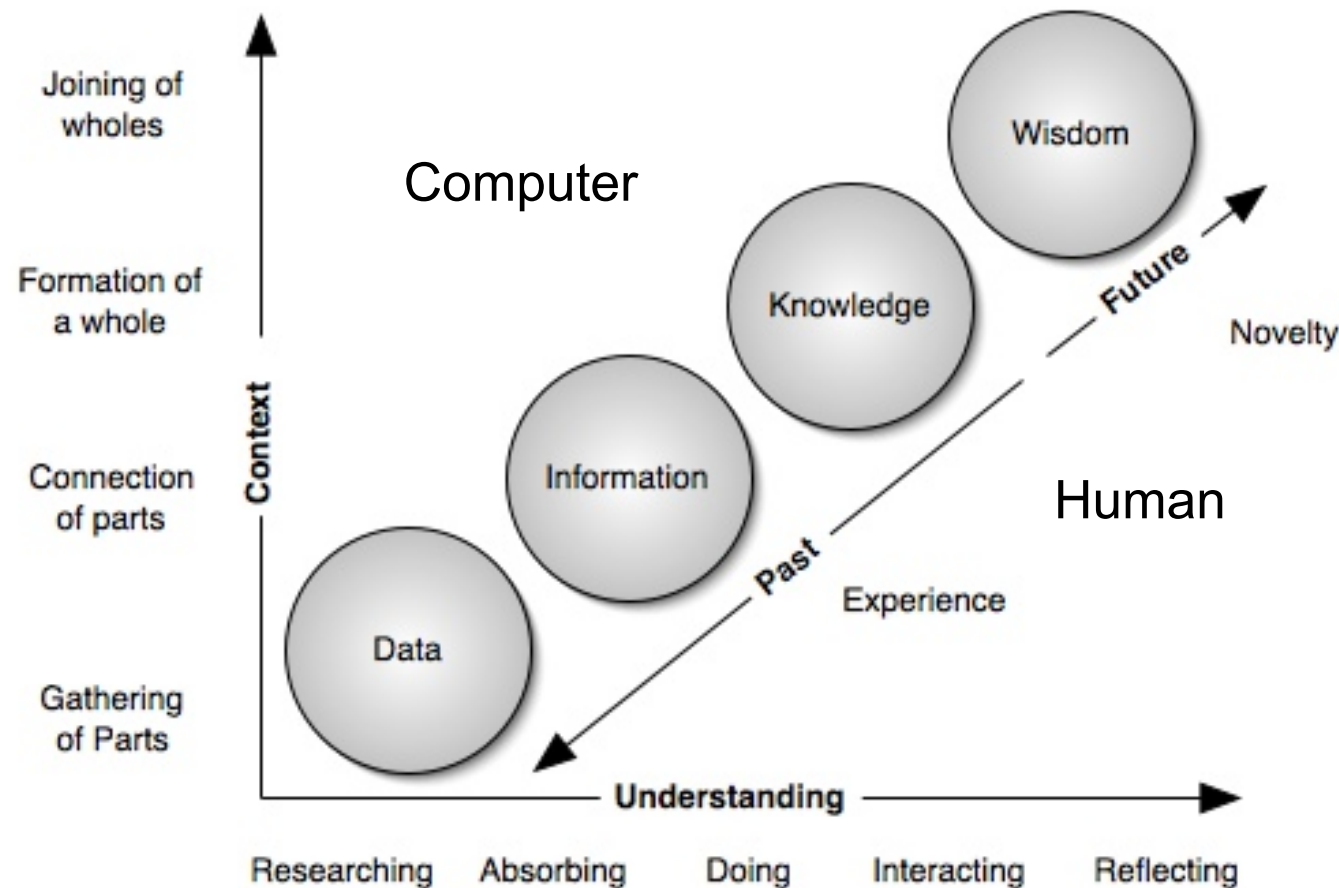 Joining of
wholes
Wisdom
Computer
Future
Formation of
a whole
Knowledge
Novelty
Context
Connection
of parts
Information
Human
Past
Experience
Data
Gathering
of Parts
Understanding
Researching Absorbing Doing Interacting Reflecting